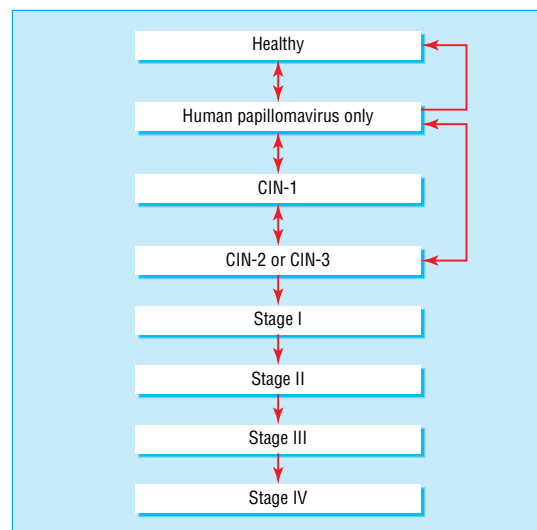 Healthy
Human papillomavirus only
CIN-1
CIN-2 or CIN-3
Stage I
Stage II
Stage III
Stage IV